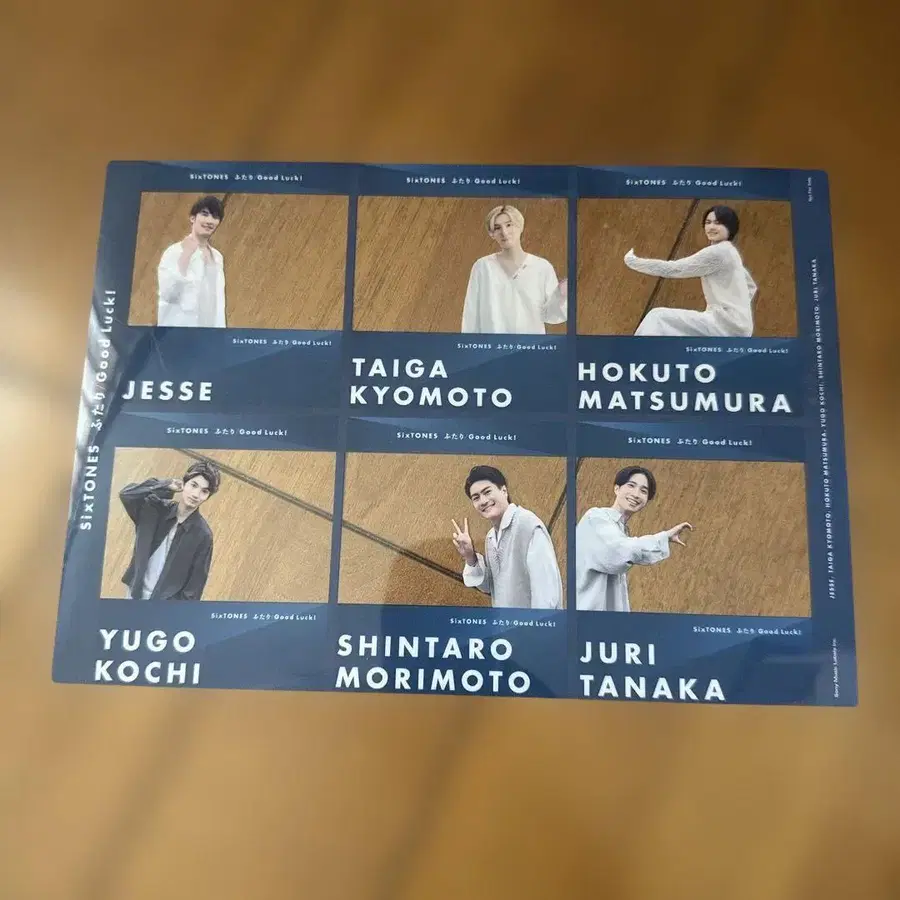 SixTONES ふたり/Good Luck!
SixTONES ふたり/Good Luck!
SixTONES ふたり/Good Luck!
SixTONES ふたり/Good Luck!
SixTONES ふたり/Good Luck!
JESSE
SixTONES ふたり/Good Luck!
TAIGA
KYOMOTO
SixTONES ふたり/Good Luck!
HOKUTO
MATSUMURA
SixTONES ふたり/Good Luck!
SixTONES ふたり/Good Luck!
SixTONES ふたり/Good Luck!
SixTONES ふたり/Good Luck!
YUGO
KOCHI
SixTONES ふたり/Good Luck!
SHINTARO
MORIMOTO
SixTONES ふたり/Good Luck!
JURI
TANAKA
JESSE, TAIGA KYOMOTO, HOKUTO MATSUMURA, YUGO KOCHI, SHINTARO MORIMOTO, JURI TANAKA
Sony Music Labels Inc.